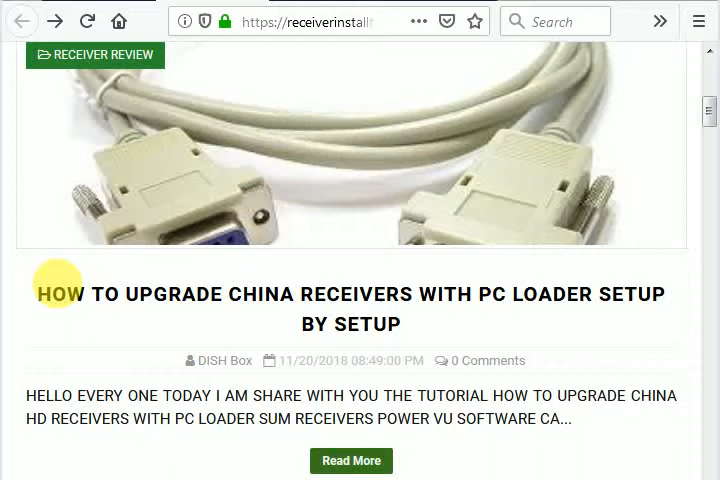 https://receiverinstall
Search
RECEIVER REVIEW
HOW TO UPGRADE CHINA RECEIVERS WITH PC LOADER SETUP
BY SETUP
DISH Box 11/20/2018 08:49:00 PM 0 Comments
HELLO EVERY ONE TODAY I AM SHARE WITH YOU THE TUTORIAL HOW TO UPGRADE CHINA
HD RECEIVERS WITH PC LOADER SUM RECEIVERS POWER VU SOFTWARE CA...
Read More